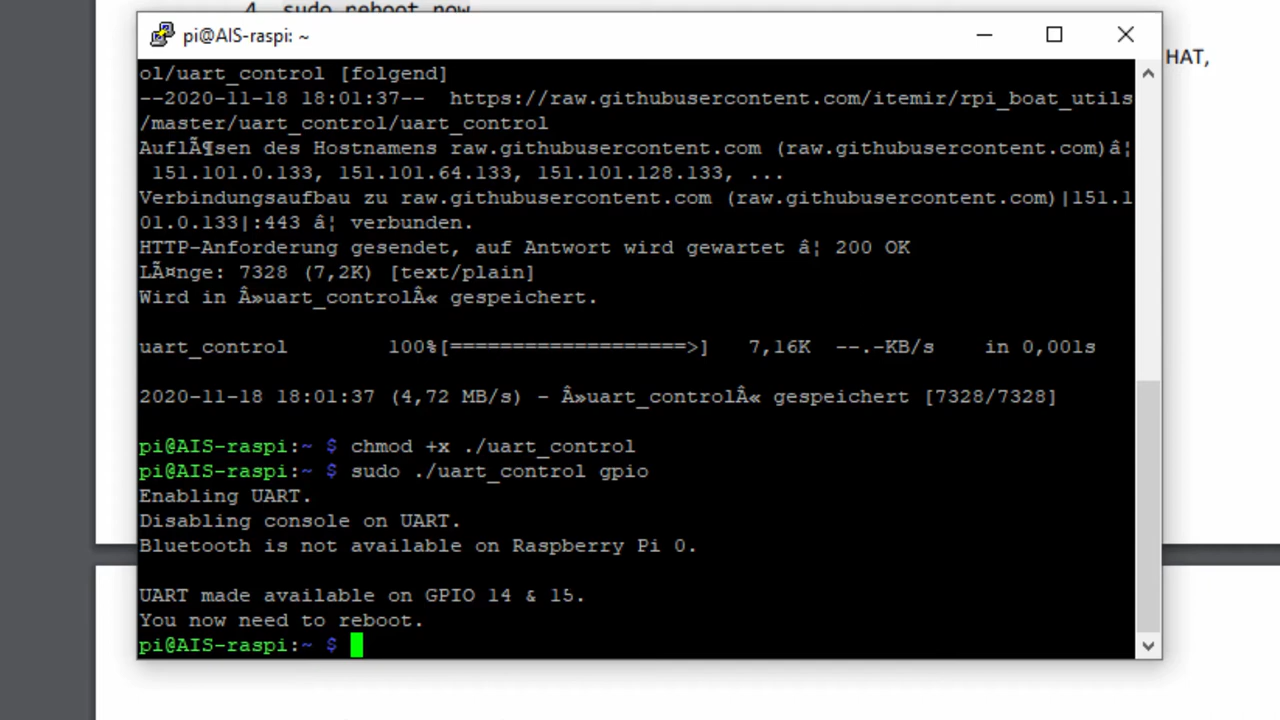 4. sudo reboot now
pi@AIS-raspi: ~
HAT,
ol/uart_control [folgend]
--2020-11-18 18:01:37--  https://raw.githubusercontent.com/itemir/rpi_boat_utils
/master/uart_control/uart_control
AuflÃ¶sen des Hostnamens raw.githubusercontent.com (raw.githubusercontent.com)â¦
 151.101.0.133, 151.101.64.133, 151.101.128.133, ...
Verbindungsaufbau zu raw.githubusercontent.com (raw.githubusercontent.com)|151.1
01.0.133|:443 â¦ verbunden.
HTTP-Anforderung gesendet, auf Antwort wird gewartet â¦ 200 OK
LÃ¤nge: 7328 (7,2K) [text/plain]
Wird in Â»uart_controlÂ« gespeichert.
uart_control        100%[===================>]   7,16K  --.-KB/s    in 0,001s
2020-11-18 18:01:37 (4,72 MB/s) - Â»uart_controlÂ« gespeichert [7328/7328]
pi@AIS-raspi:~ $ chmod +x ./uart_control
pi@AIS-raspi:~ $ sudo ./uart_control gpio
Enabling UART.
Disabling console on UART.
Bluetooth is not available on Raspberry Pi 0.
UART made available on GPIO 14 & 15.
You now need to reboot.
pi@AIS-raspi:~ $